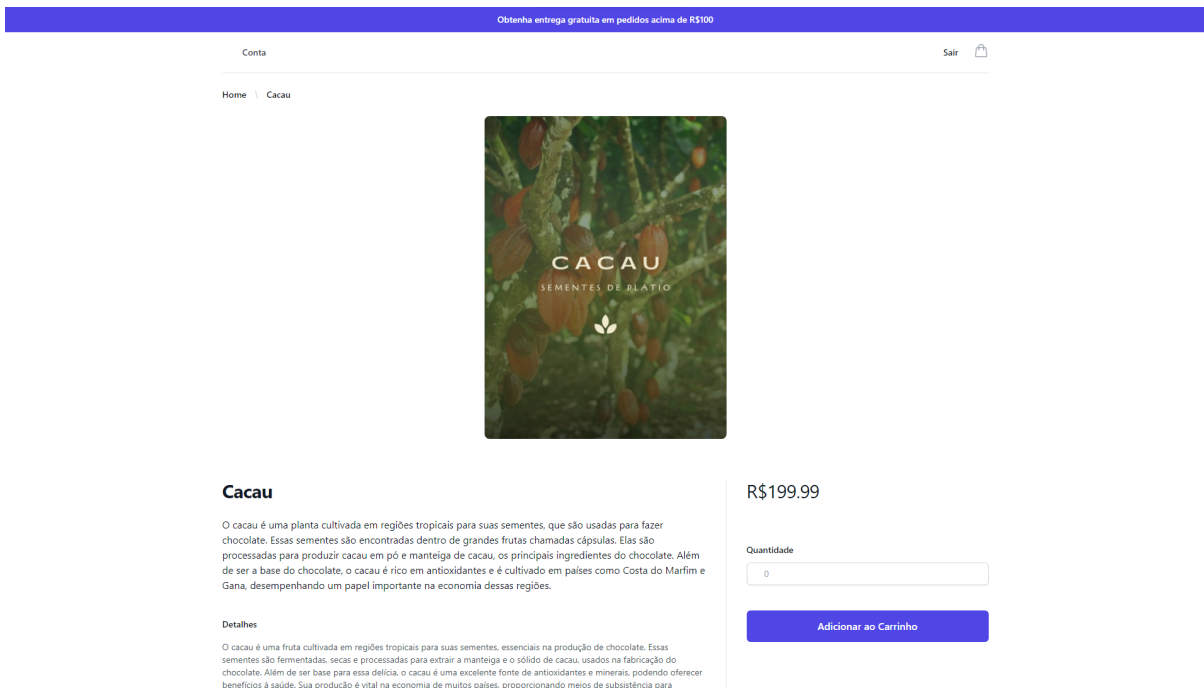 Obtenha entrega gratuita em pedidos acima de R$100
Conta
Sair
Home \ Cacau
CACAU
SEMENTES DE PLATIO
Cacau
R$199.99
O cacau é uma planta cultivada em regiões tropicais para suas sementes, que são usadas para fazer
chocolate. Essas sementes são encontradas dentro de grandes frutas chamadas cápsulas. Elas são
processadas para produzir cacau em pó e manteiga de cacau, os principais ingredientes do chocolate. Além
de ser a base do chocolate, o cacau é rico em antioxidantes e é cultivado em países como Costa do Marfim e
Gana, desempenhando um papel importante na economia dessas regiões.
Quantidade
0
Adicionar ao Carrinho
Detalhes
O cacau é uma fruta cultivada em regiões tropicais para suas sementes, essenciais na produção de chocolate. Essas
sementes são fermentadas, secas e processadas para extrair a manteiga e o sólido de cacau, usados na fabricação do
chocolate. Além de ser base para essa delícia, o cacau é uma excelente fonte de antioxidantes e minerais, podendo oferecer
benefícios à saúde. Sua produção é vital na economia de muitos países, proporcionando meios de subsistência para